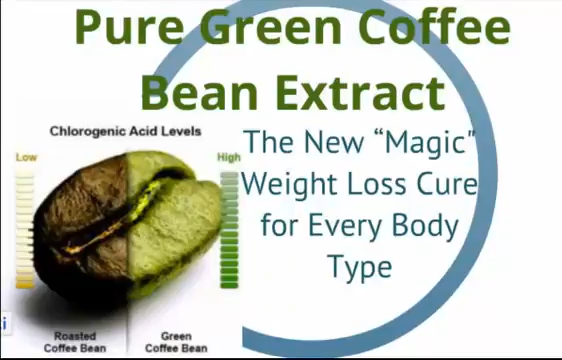 Pure Green Coffee
Bean Extract
Chlorogenic Acid Levels
Low
High
The New “Magic"
Weight Loss Cure
for Every Body
Type
Roasted
Coffee Bean
Green
Coffee Bean